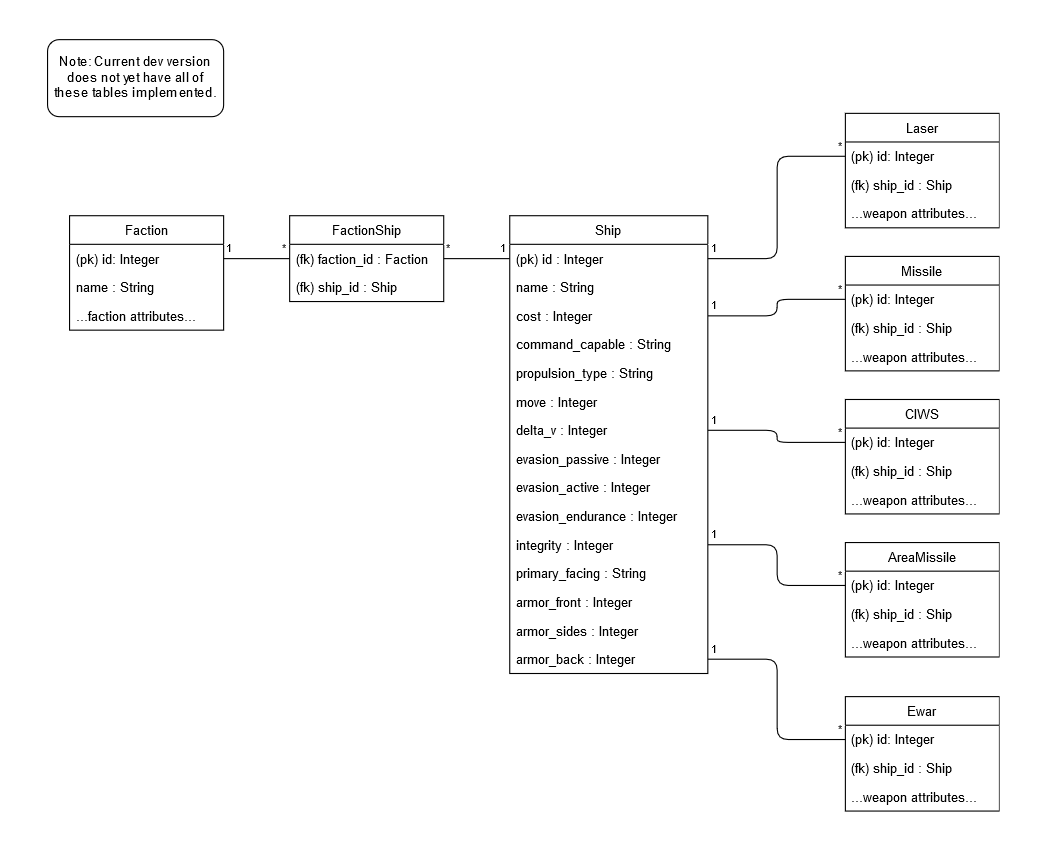 Note: Current dev version
does not yet have all of
these tables implemented.
Faction
(pk) id: Integer
name : String
...faction attributes...
1
*
FactionShip
(fk) faction_id : Faction
(fk) ship_id : Ship
*
1
Ship
(pk) id : Integer
name : String
cost : Integer
command_capable : String
propulsion_type : String
move : Integer
delta_v : Integer
evasion_passive : Integer
evasion_active : Integer
evasion_endurance : Integer
integrity : Integer
primary_facing : String
armor_front : Integer
armor_sides : Integer
armor_back : Integer
1
*
Laser
(pk) id: Integer
(fk) ship_id : Ship
...weapon attributes...
1
*
Missile
(pk) id: Integer
(fk) ship_id : Ship
...weapon attributes...
1
*
CIWS
(pk) id: Integer
(fk) ship_id : Ship
...weapon attributes...
1
*
AreaMissile
(pk) id: Integer
(fk) ship_id : Ship
...weapon attributes...
1
*
Ewar
(pk) id: Integer
(fk) ship_id : Ship
...weapon attributes...